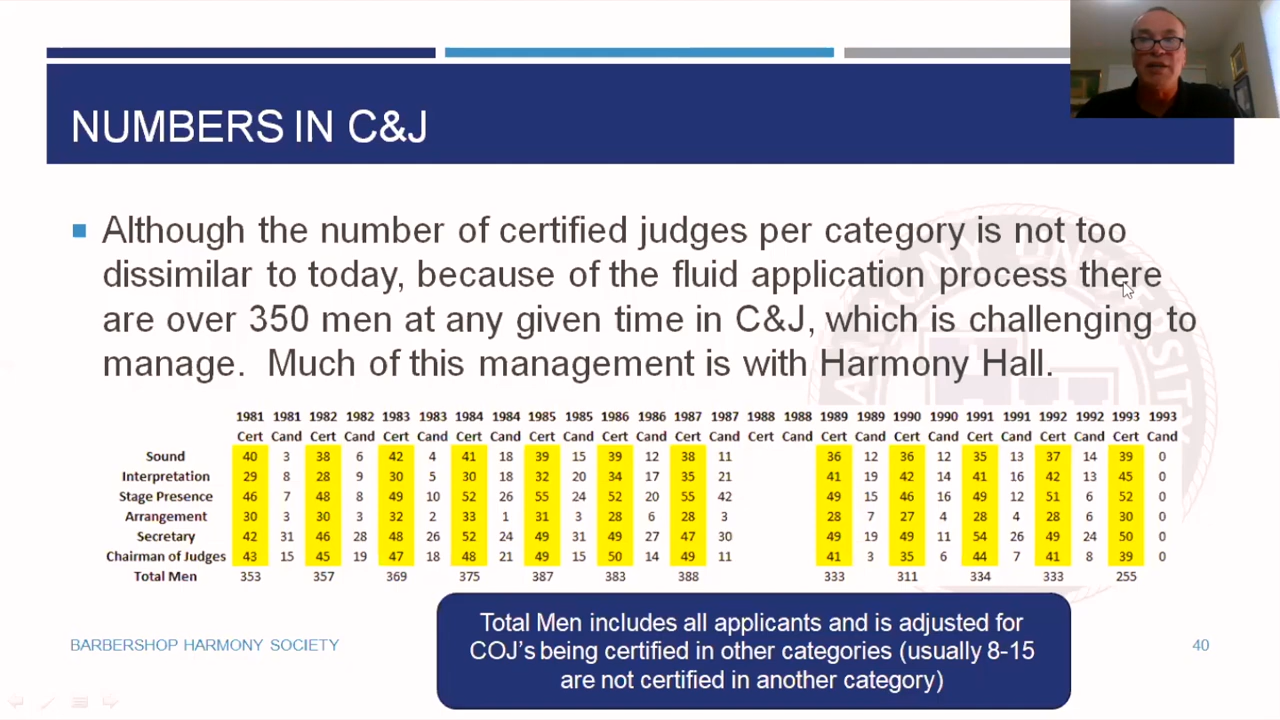 NUMBERS IN C&J
Although the number of certified judges per category is not too
dissimilar to today, because of the fluid application process there
are over 350 men at any given time in C&J, which is challenging to
manage. Much of this management is with Harmony Hall.
1981 1981 1982 1982 1983 1983 1984 1984 1985 1985 1986 1986 1987 1987 1988 1988 1989 1989 1990 1990 1991 1991 1992 1992 1993 1993
Cert Cand Cert Cand Cert Cand Cert Cand Cert Cand Cert Cand Cert Cand Cert Cand Cert Cand Cert Cand Cert Cand Cert Cand Cert Cand
Sound 40 3 38 6 42 4 41 18 39 15 39 12 38 11 36 12 36 12 35 13 37 14 39 0
Interpretation 29 8 28 9 30 5 30 18 32 20 34 17 35 21 41 19 42 14 41 16 42 13 45 0
Stage Presence 46 7 48 8 49 10 52 26 55 24 52 20 55 42 49 15 46 16 49 12 51 6 52 0
Arrangement 30 3 30 3 32 2 33 1 31 3 28 6 28 3 28 7 27 4 28 4 28 6 30 0
Secretary 42 31 46 28 48 26 52 24 49 31 49 27 47 30 49 19 49 11 54 26 49 24 50 0
Chairman of Judges 43 15 45 19 47 18 48 21 49 15 50 14 49 11 41 3 35 6 44 7 41 8 39 0
Total Men 353 357 369 375 387 383 388 333 311 334 333 255
Total Men includes all applicants and is adjusted for
COJ's being certified in other categories (usually 8-15
are not certified in another category)
BARBERSHOP HARMONY SOCIETY
40